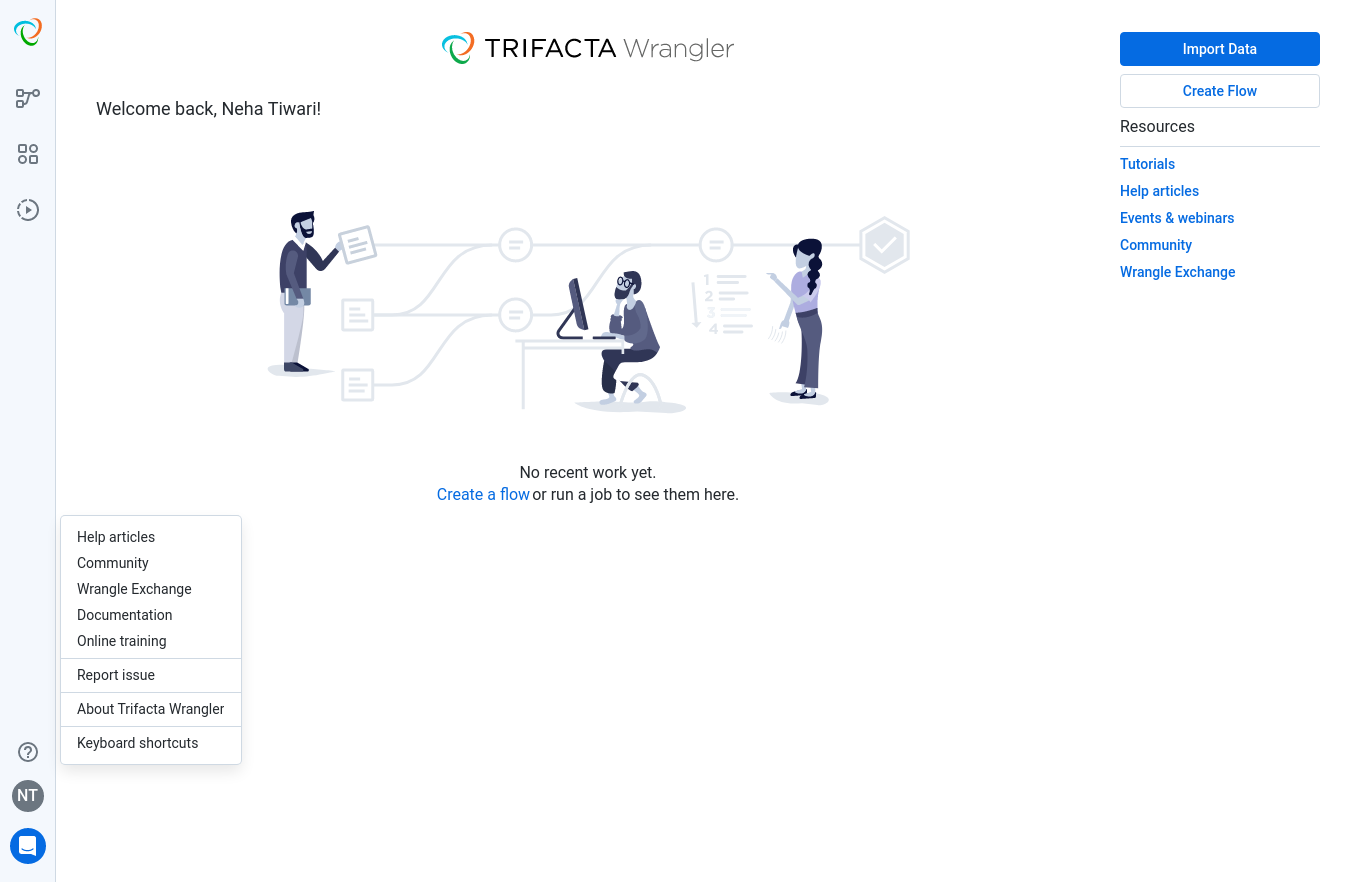 TRIFACTA Wrangler
Welcome back, Neha Tiwari!
1
2
3
4
No recent work yet.
Create a flow or run a job to see them here.
Import Data
Create Flow
Resources
Tutorials
Help articles
Events & webinars
Community
Wrangle Exchange
Help articles
Community
Wrangle Exchange
Documentation
Online training
Report issue
About Trifacta Wrangler
Keyboard shortcuts
NT